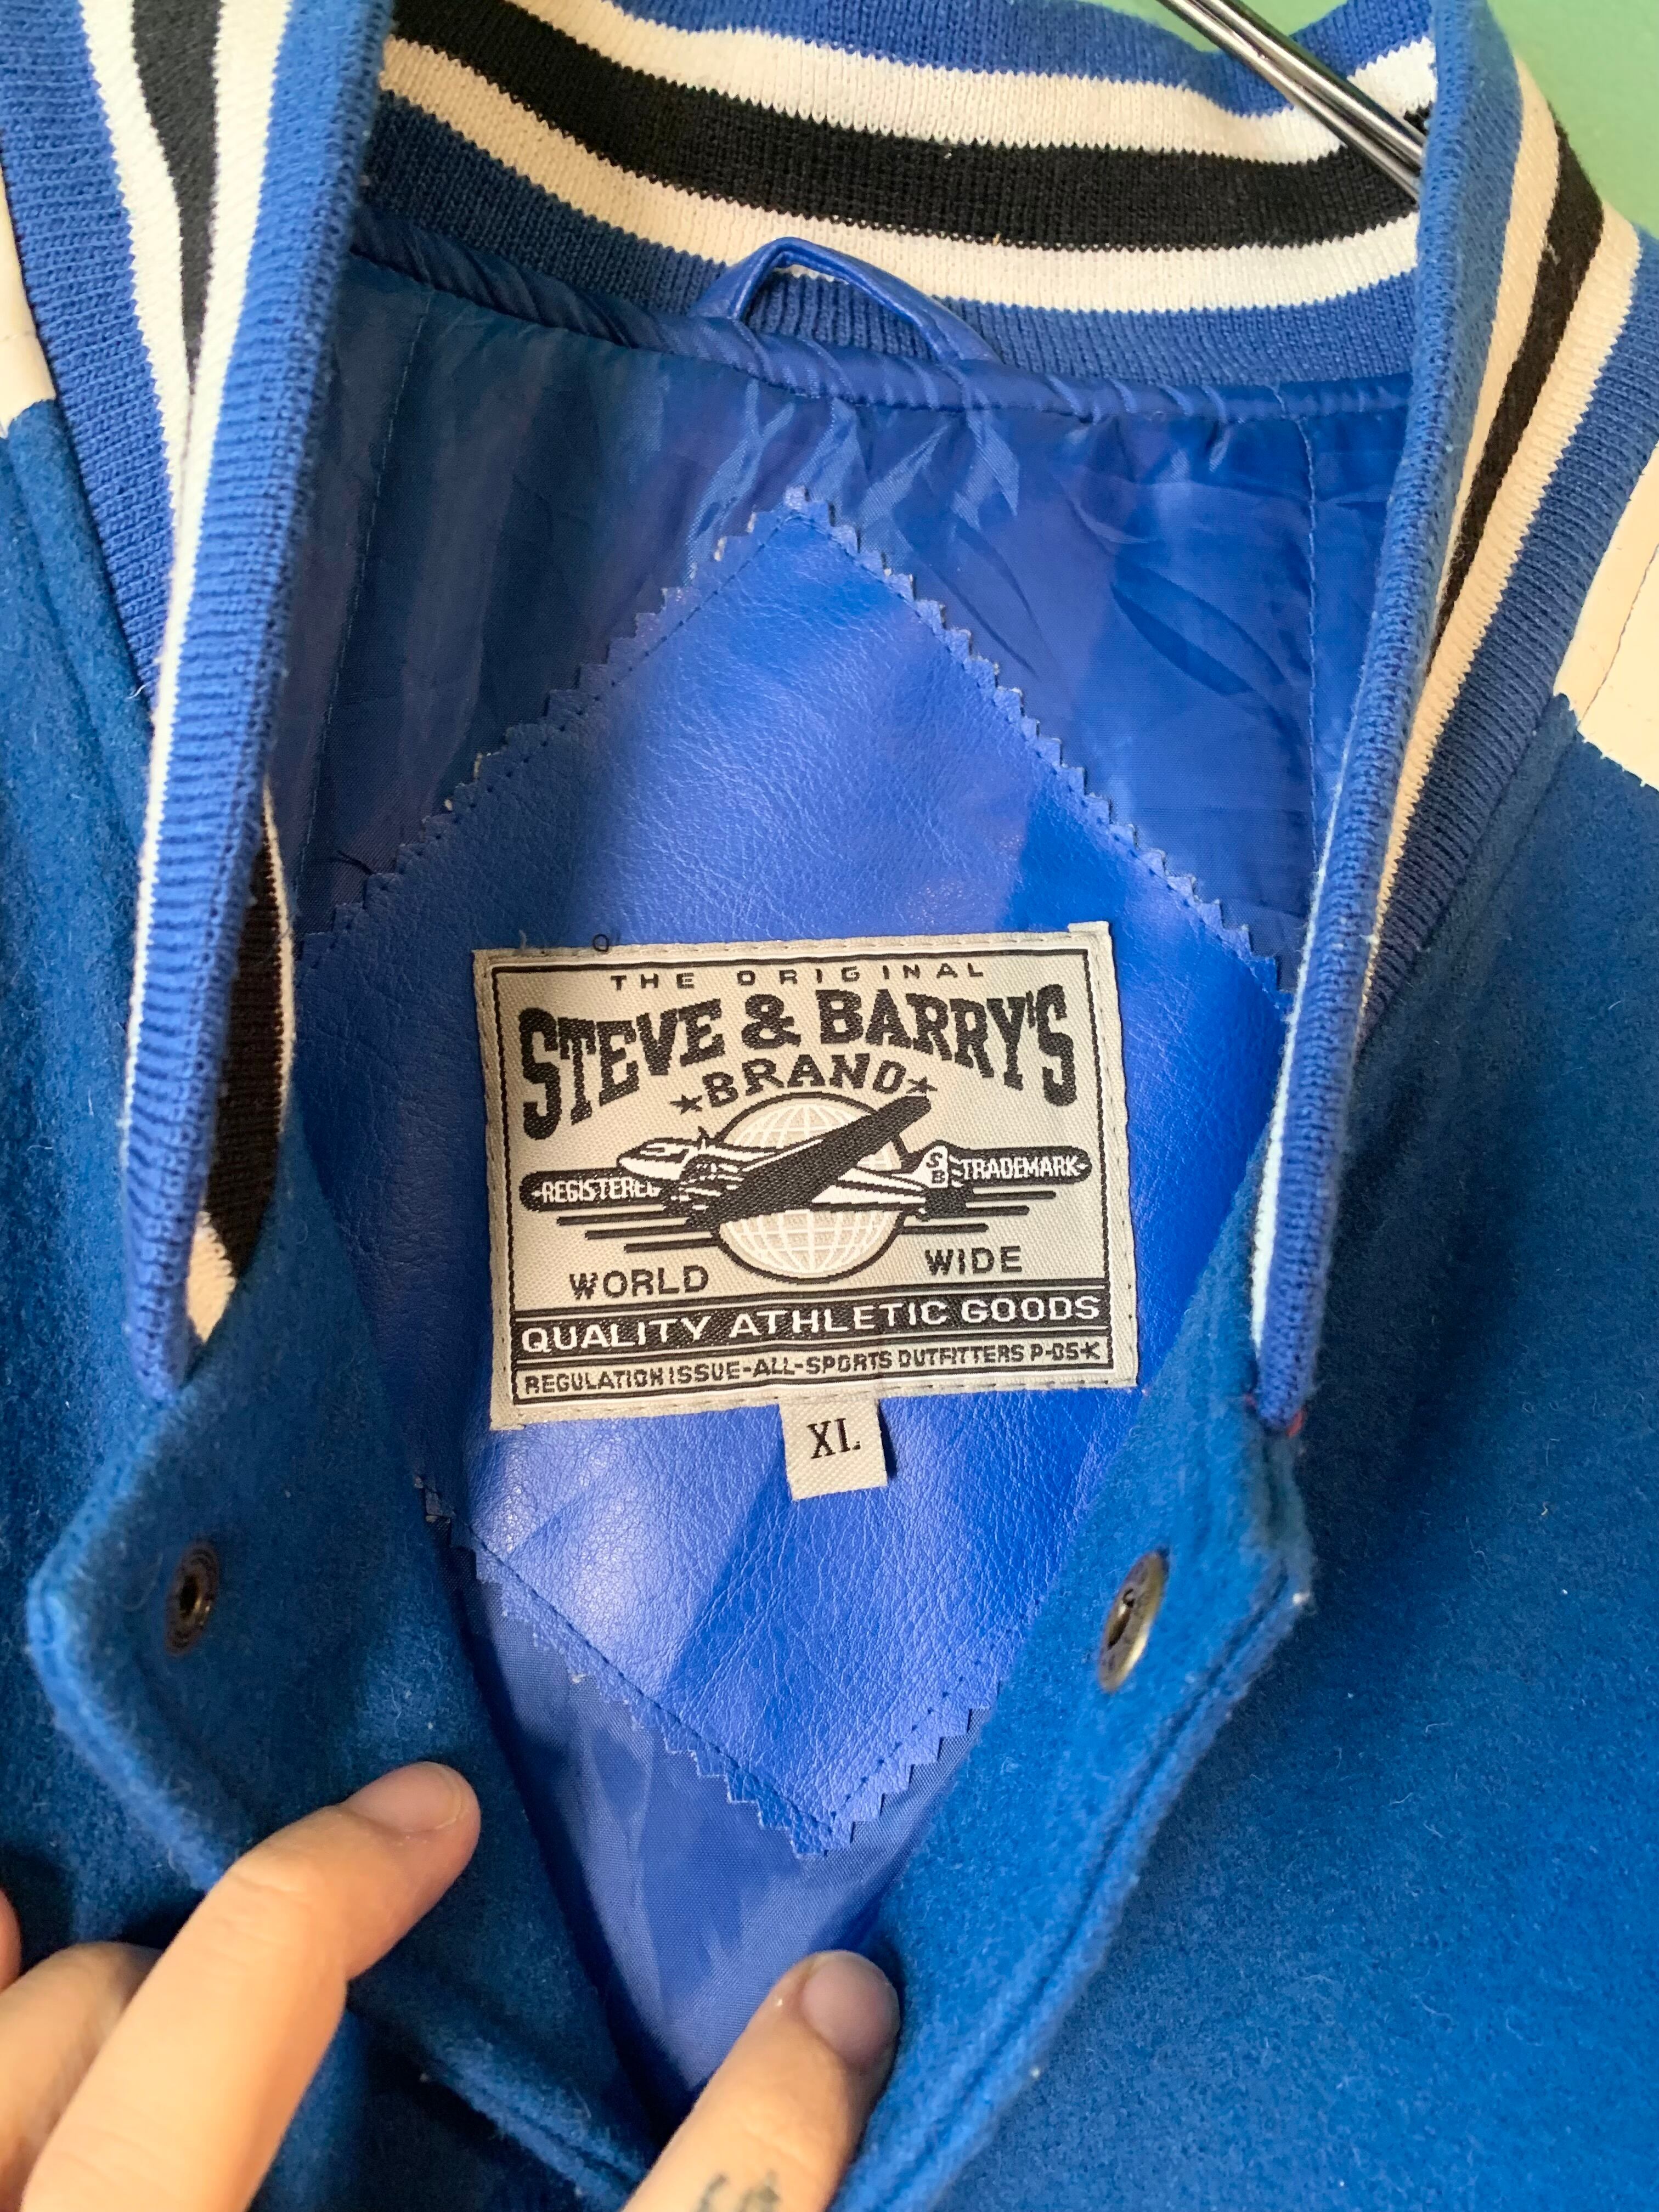 THE ORIGINAL
STEVE & BARRY'S
BRAND
REGISTERED
SB
TRADEMARK
WORLD WIDE
QUALITY ATHLETIC GOODS
REGULATION ISSUE-ALL-SPORTS OUTFITTERS P-05-K
XL